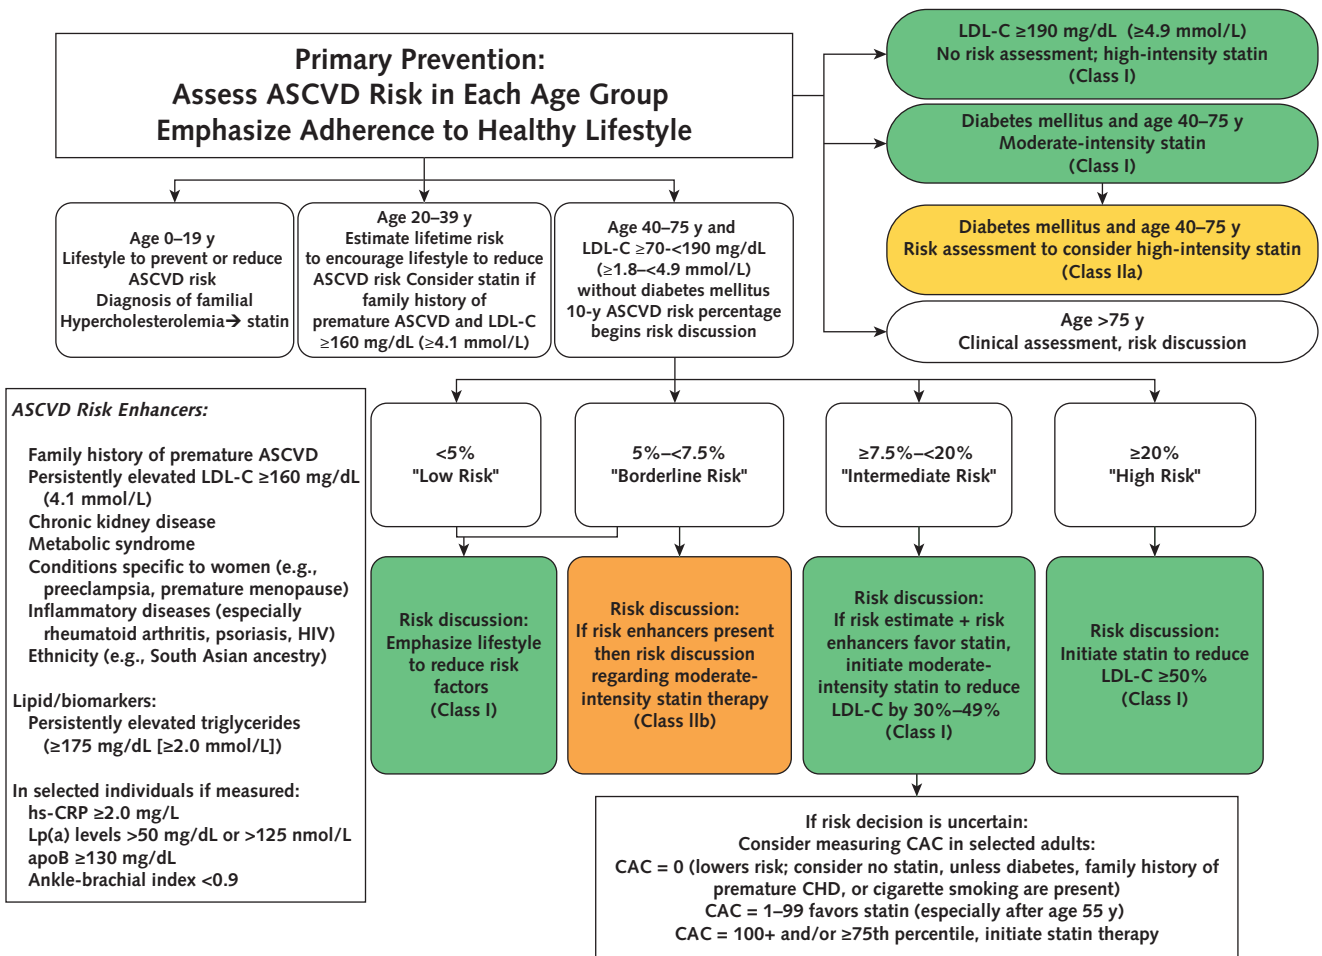 Primary Prevention:
Assess ASCVD Risk in Each Age Group
Emphasize Adherence to Healthy Lifestyle
LDL-C ≥190 mg/dL (≥4.9 mmol/L)
No risk assessment; high-intensity statin
(Class I)
Diabetes mellitus and age 40–75 y
Moderate-intensity statin
(Class I)
Diabetes mellitus and age 40–75 y
Risk assessment to consider high-intensity statin
(Class IIa)
Age >75 y
Clinical assessment, risk discussion
Age 0–19 y
Lifestyle to prevent or reduce
ASCVD risk
Diagnosis of familial
Hypercholesterolemia→ statin
Age 20–39 y
Estimate lifetime risk
to encourage lifestyle to reduce
ASCVD risk Consider statin if
family history of
premature ASCVD and LDL-C
≥160 mg/dL (≥4.1 mmol/L)
Age 40–75 y and
LDL-C ≥70-<190 mg/dL
(≥1.8–<4.9 mmol/L)
without diabetes mellitus
10-y ASCVD risk percentage
begins risk discussion
ASCVD Risk Enhancers:
Family history of premature ASCVD
Persistently elevated LDL-C ≥160 mg/dL
(4.1 mmol/L)
Chronic kidney disease
Metabolic syndrome
Conditions specific to women (e.g.,
preeclampsia, premature menopause)
Inflammatory diseases (especially
rheumatoid arthritis, psoriasis, HIV)
Ethnicity (e.g., South Asian ancestry)
Lipid/biomarkers:
Persistently elevated triglycerides
(≥175 mg/dL [≥2.0 mmol/L])
In selected individuals if measured:
hs-CRP ≥2.0 mg/L
Lp(a) levels >50 mg/dL or >125 nmol/L
apoB ≥130 mg/dL
Ankle-brachial index <0.9
<5%
"Low Risk"
5%–<7.5%
"Borderline Risk"
≥7.5%–<20%
"Intermediate Risk"
≥20%
"High Risk"
Risk discussion:
Emphasize lifestyle
to reduce risk
factors
(Class I)
Risk discussion:
If risk enhancers present
then risk discussion
regarding moderate-
intensity statin therapy
(Class IIb)
Risk discussion:
If risk estimate + risk
enhancers favor statin,
initiate moderate-
intensity statin to reduce
LDL-C by 30%–49%
(Class I)
Risk discussion:
Initiate statin to reduce
LDL-C ≥50%
(Class I)
If risk decision is uncertain:
Consider measuring CAC in selected adults:
CAC = 0 (lowers risk; consider no statin, unless diabetes, family history of
premature CHD, or cigarette smoking are present)
CAC = 1–99 favors statin (especially after age 55 y)
CAC = 100+ and/or ≥75th percentile, initiate statin therapy